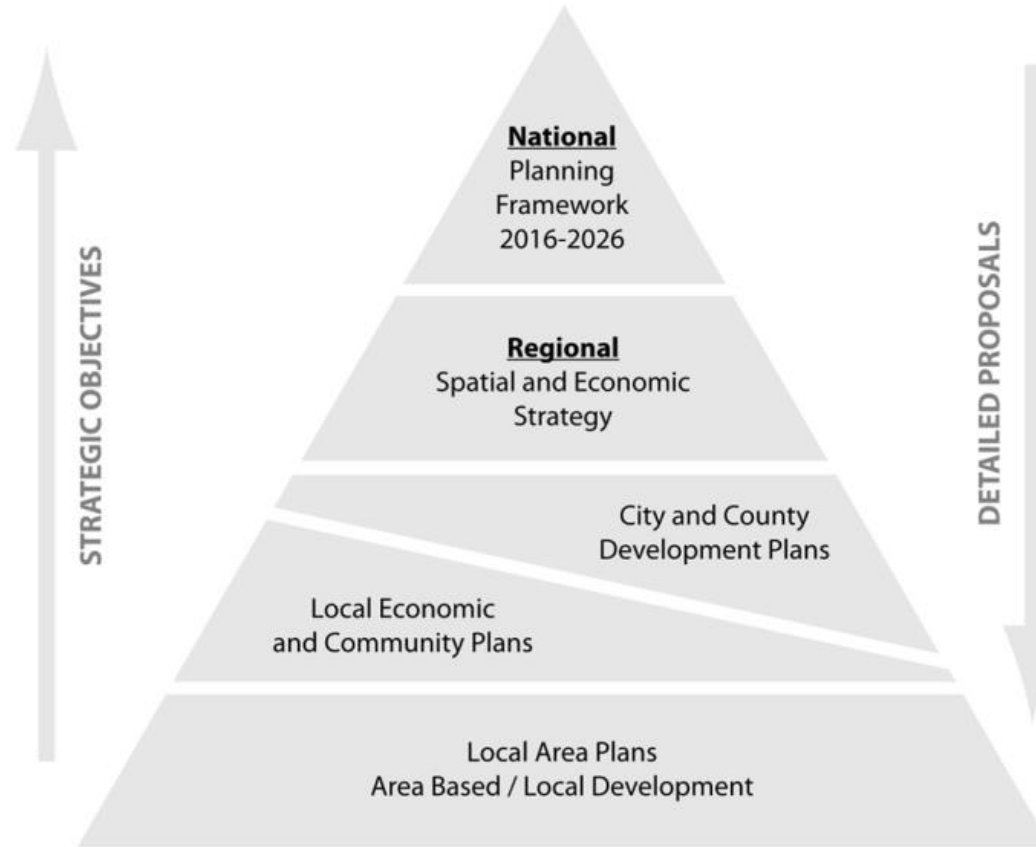 National
Planning
Framework
2016-2026
STRATEGIC OBJECTIVES
DETAILED PROPOSALS
Regional
Spatial and Economic
Strategy
City and County
Development Plans
Local Economic
and Community Plans
Local Area Plans
Area Based / Local Development